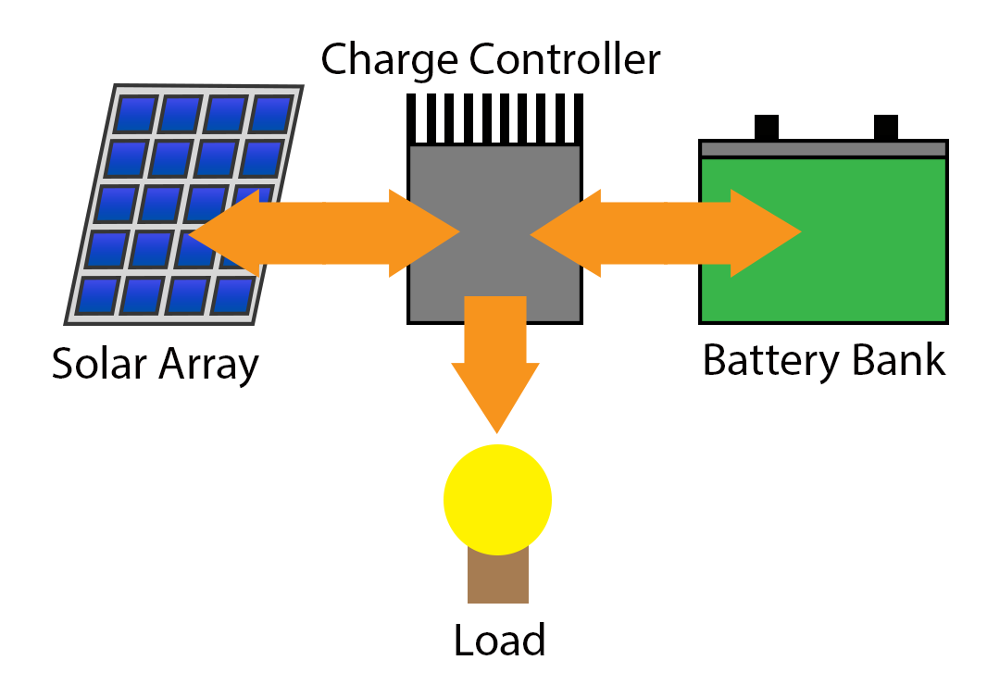 Charge Controller
Solar Array
Battery Bank
Load